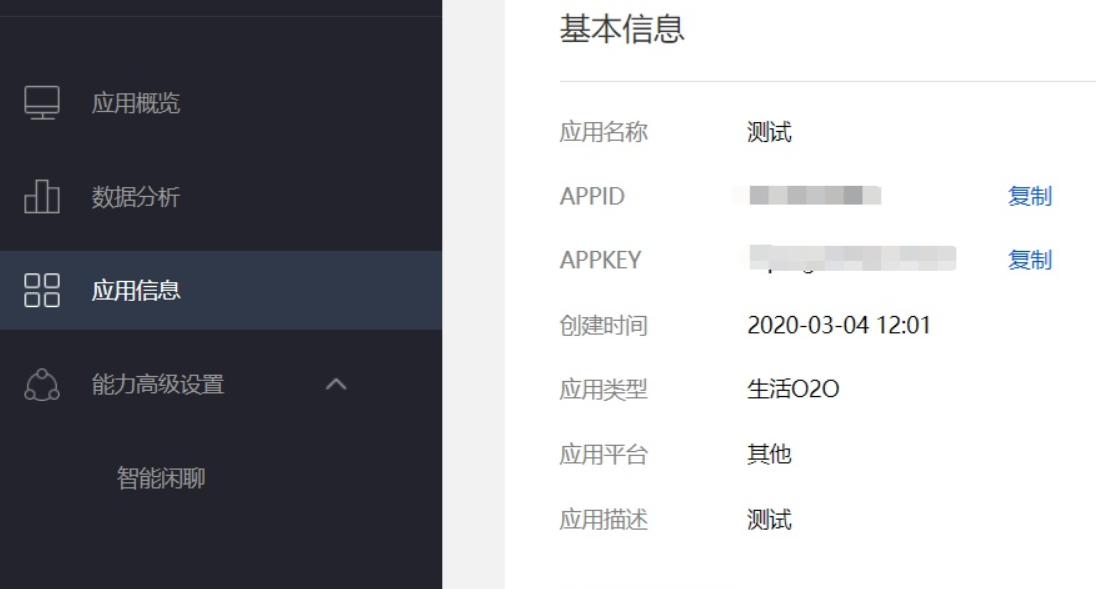 应用概览
数据分析
应用信息
能力高级设置
智能闲聊
基本信息
应用名称 测试
APPID 复制
APPKEY 复制
创建时间 2020-03-04 12:01
应用类型 生活O2O
应用平台 其他
应用描述 测试